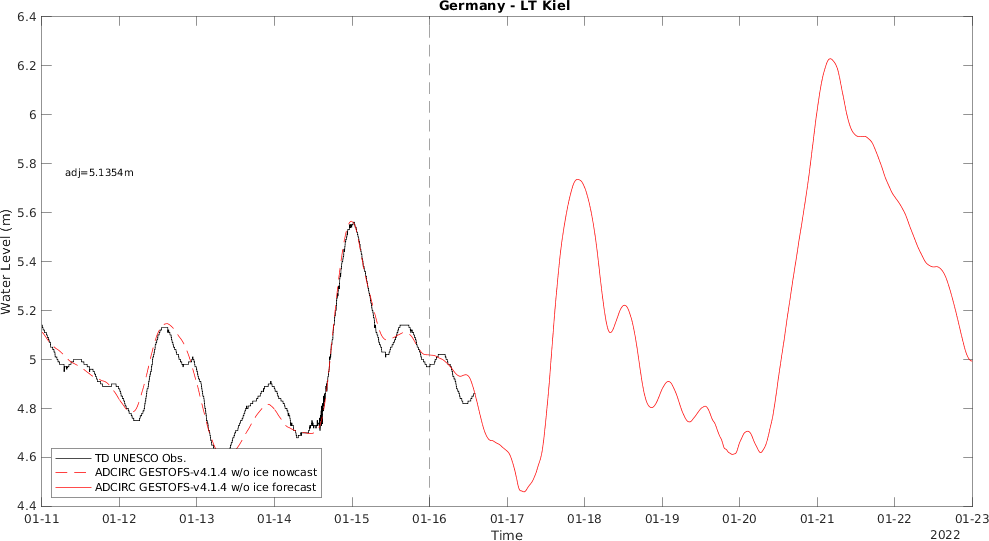 Germany - LT Kiel
6.4
6.2
6
5.8
5.6
5.4
5.2
5
4.8
4.6
4.4
Water Level (m)
adj=5.1354m
TD UNESCO Obs.
ADCIRC GESTOFS-v4.1.4 w/o ice nowcast
ADCIRC GESTOFS-v4.1.4 w/o ice forecast
01-11 01-12 01-13 01-14 01-15 01-16 01-17 01-18 01-19 01-20 01-21 01-22 01-23
Time
2022